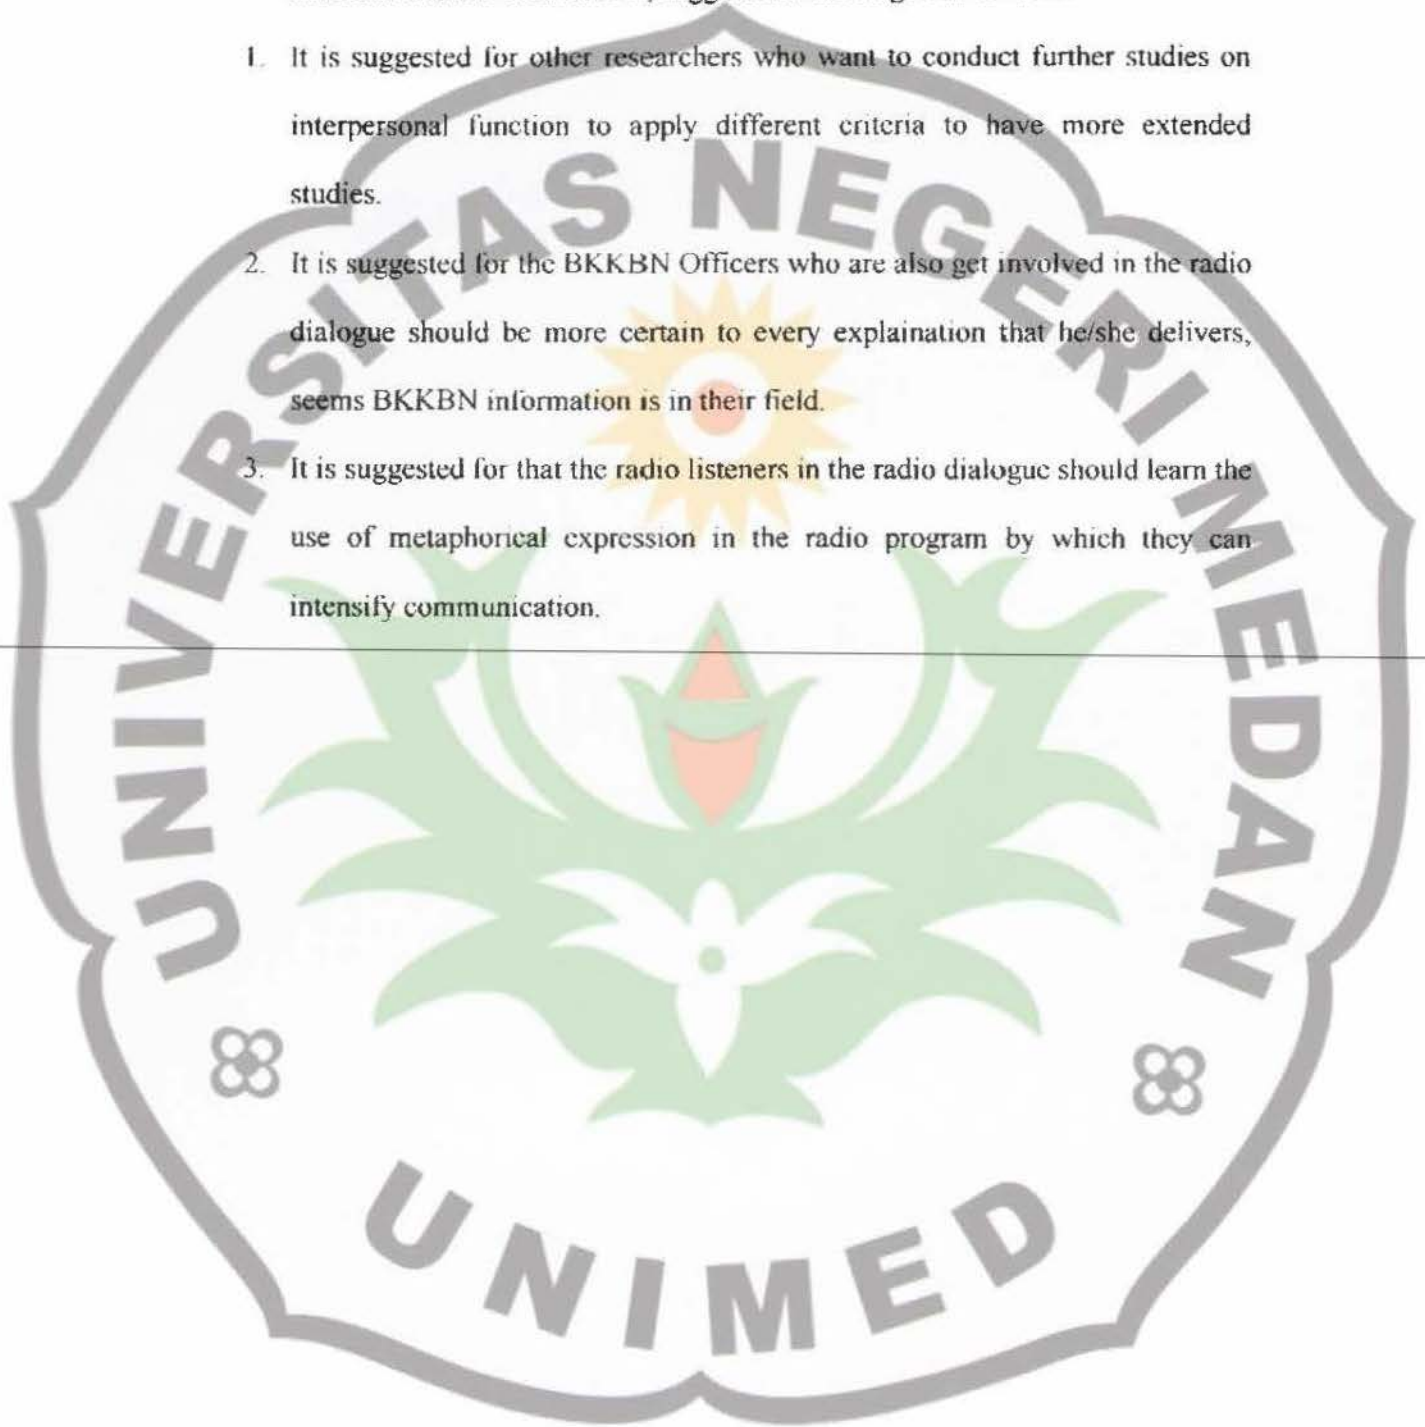 1. It is suggested for other researchers who want to conduct further studies on
interpersonal function to apply different criteria to have more extended
studies.
2. It is suggested for the BKKBN Officers who are also get involved in the radio
dialogue should be more certain to every explaination that he/she delivers,
seems BKKBN information is in their field.
3. It is suggested for that the radio listeners in the radio dialogue should learn the
use of metaphorical expression in the radio program by which they can
intensify communication.
UNIVERSITAS NEGERI MEDAN
UNIMED